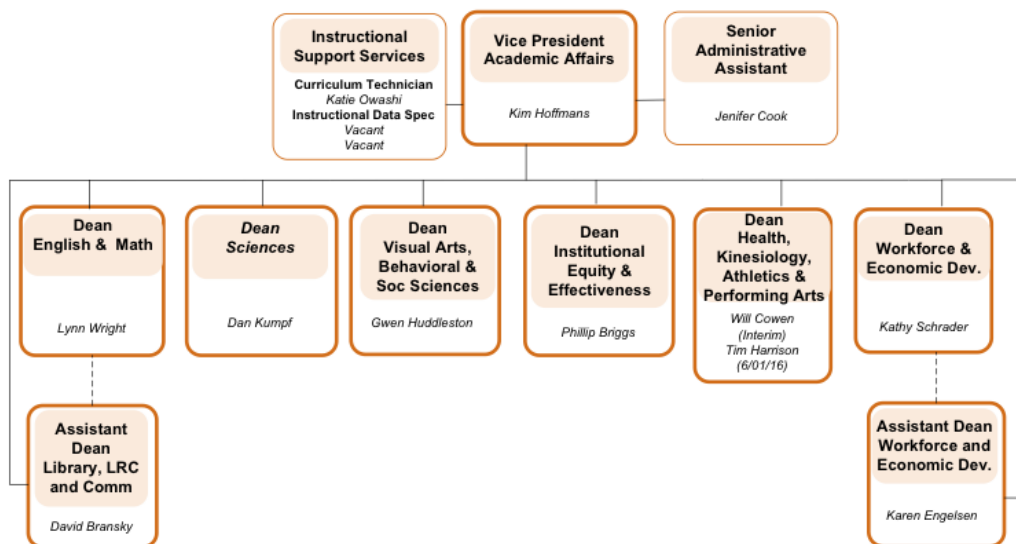 Instructional
Support Services
Curriculum Technician
Katie Owashi
Instructional Data Spec
Vacant
Vacant
Vice President
Academic Affairs
Kim Hoffmans
Senior
Administrative
Assistant
Jenifer Cook
Dean
English & Math
Lynn Wright
Dean
Sciences
Dan Kumpf
Dean
Visual Arts,
Behavioral &
Soc Sciences
Gwen Huddleston
Dean
Institutional
Equity &
Effectiveness
Phillip Briggs
Dean
Health,
Kinesiology,
Athletics &
Performing Arts
Will Cowen
(Interim)
Tim Harrison
(6/01/16)
Dean
Workforce &
Economic Dev.
Kathy Schrader
Assistant
Dean
Library, LRC
and Comm
David Bransky
Assistant Dean
Workforce and
Economic Dev.
Karen Engelsen